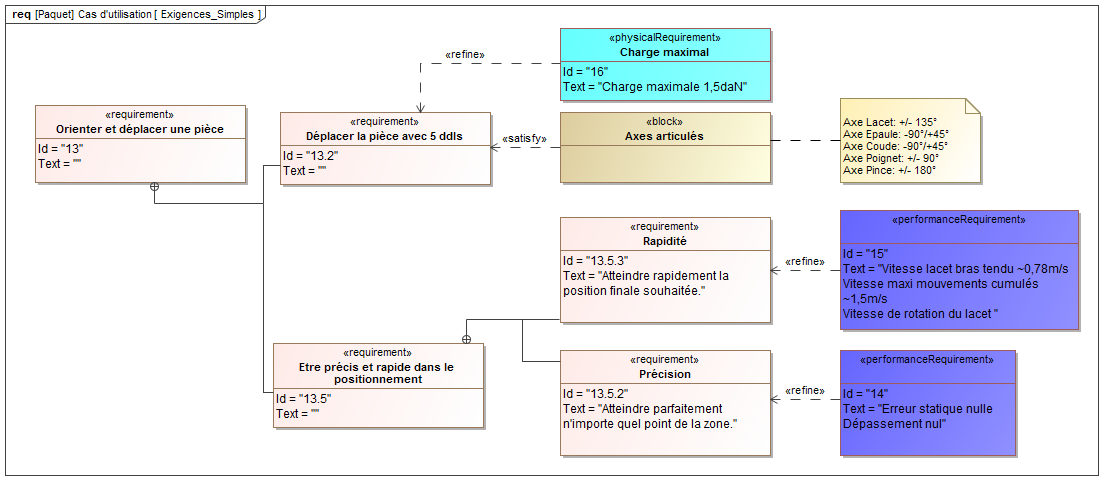 req [Paquet] Cas d'utilisation [ Exigences_Simples ]
«physicalRequirement»
Charge maximal
Id = "16"
Text = "Charge maximale 1,5daN"
«refine»
«requirement»
Orienter et déplacer une pièce
Id = "13"
Text = ""
«requirement»
Déplacer la pièce avec 5 ddls
Id = "13.2"
Text = ""
«satisfy»
«block»
Axes articulés
Axe Lacet: +/- 135°
Axe Epaule: -90°/+45°
Axe Coude: -90°/+45°
Axe Poignet: +/- 90°
Axe Pince: +/- 180°
«requirement»
Rapidité
Id = "13.5.3"
Text = "Atteindre rapidement la
position finale souhaitée."
«refine»
«performanceRequirement»
Id = "15"
Text = "Vitesse lacet bras tendu ~0,78m/s
Vitesse maxi mouvements cumulés
~1,5m/s
Vitesse de rotation du lacet "
«requirement»
Etre précis et rapide dans le
positionnement
Id = "13.5"
Text = ""
«requirement»
Précision
Id = "13.5.2"
Text = "Atteindre parfaitement
n'importe quel point de la zone."
«refine»
«performanceRequirement»
Id = "14"
Text = "Erreur statique nulle
Dépassement nul"